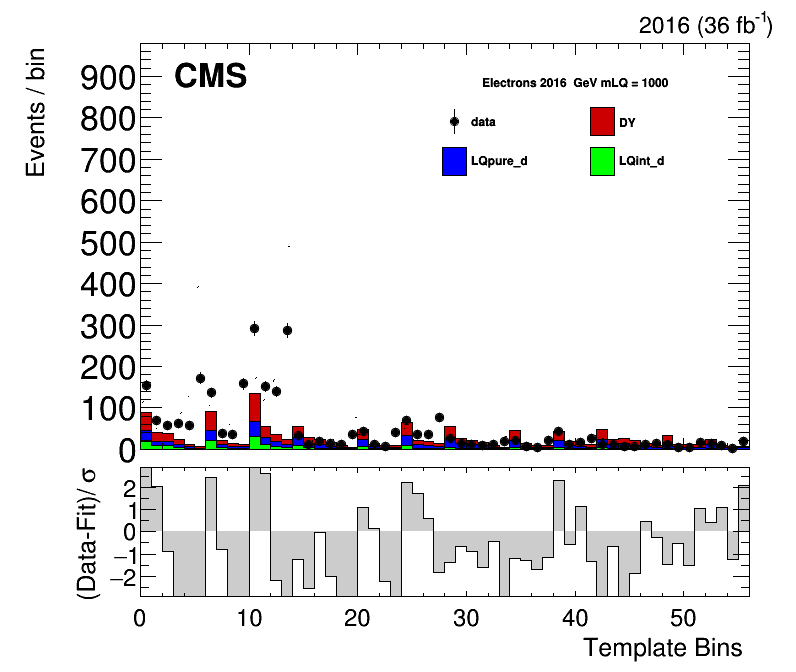 2016 (36 fb-1)
CMS
Electrons 2016 GeV mLQ = 1000
data
DY
LQpure_d
LQint_d
Events / bin
900
800
700
600
500
400
300
200
100
0
(Data-Fit)/ σ
2
1
0
−1
−2
0
10
20
30
40
50
Template Bins